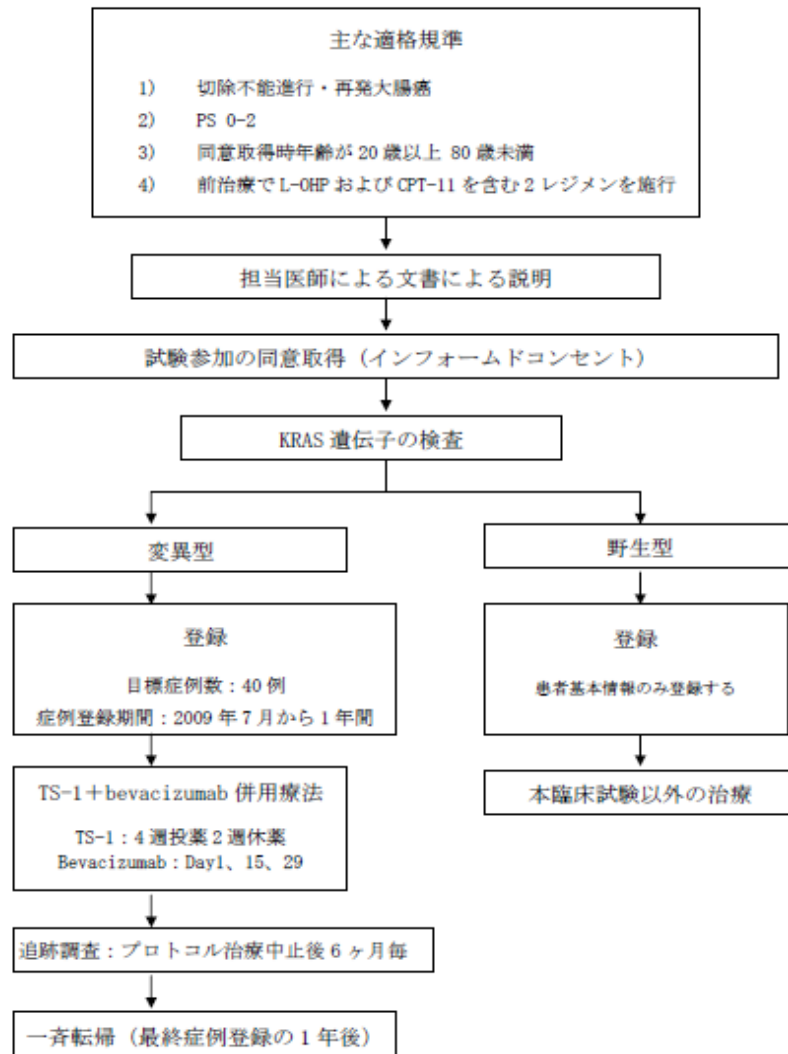 主な適格規準
1) 切除不能進行・再発大腸癌
2) PS 0-2
3) 同意取得時年齢が 20 歳以上 80 歳未満
4) 前治療で L-OHP および CPT-11 を含む 2 レジメンを施行
担当医師による文書による説明
試験参加の同意取得（インフォームドコンセント）
KRAS 遺伝子の検査
変異型
登録
目標症例数：40 例
症例登録期間：2009 年 7 月から 1 年間
TS-1＋bevacizumab 併用療法
TS-1：4 週投薬 2 週休薬
Bevacizumab：Day1、15、29
追跡調査：プロトコル治療中止後 6 ヶ月毎
一斉転帰（最終症例登録の 1 年後）
野生型
登録
患者基本情報のみ登録する
本臨床試験以外の治療